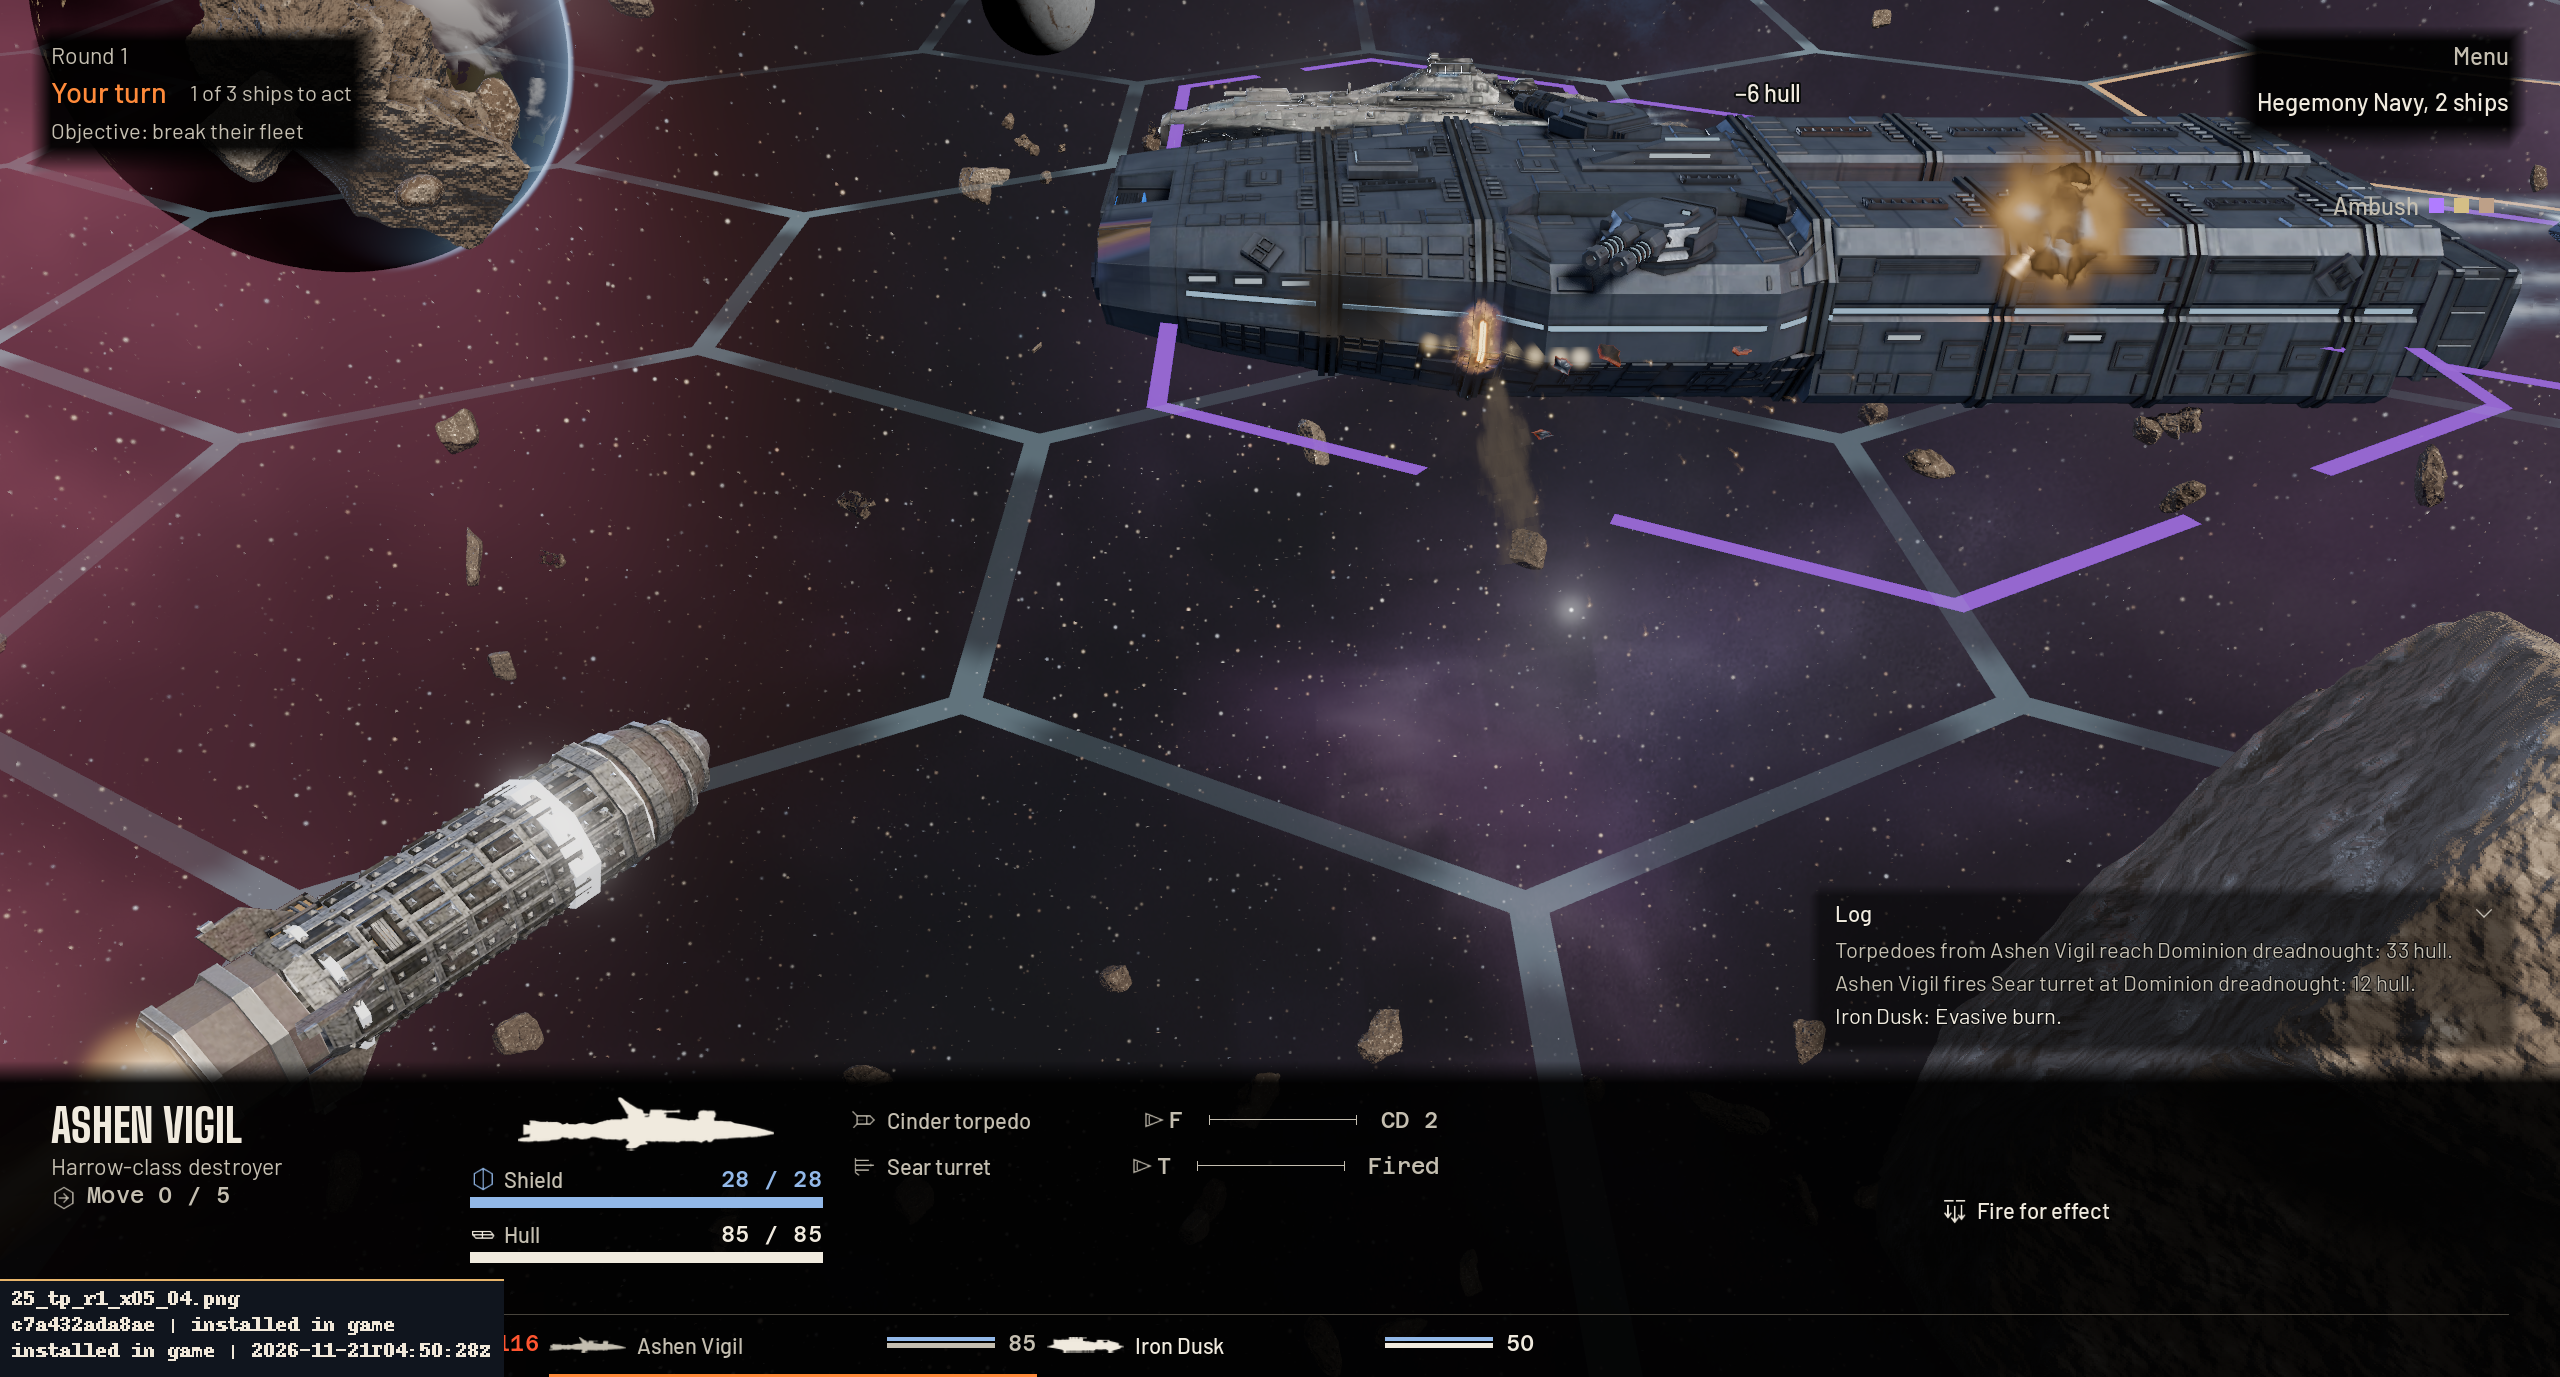 Round 1
Your turn 1 of 3 ships to act
Objective: break their fleet
Menu
Hegemony Navy, 2 ships
−6 hull
Ambush
Log
Torpedoes from Ashen Vigil reach Dominion dreadnought: 33 hull.
Ashen Vigil fires Sear turret at Dominion dreadnought: 12 hull.
Iron Dusk: Evasive burn.
ASHEN VIGIL
Harrow-class destroyer
Move 0 / 5
Shield 28 / 28
Hull 85 / 85
Cinder torpedo F CD 2
Sear turret T Fired
Fire for effect
25_tp_r1_x05_04.png
c7a432ada8ae | installed in game
installed in game | 2026-11-21T04:50:28Z
116 Ashen Vigil 85 Iron Dusk 50